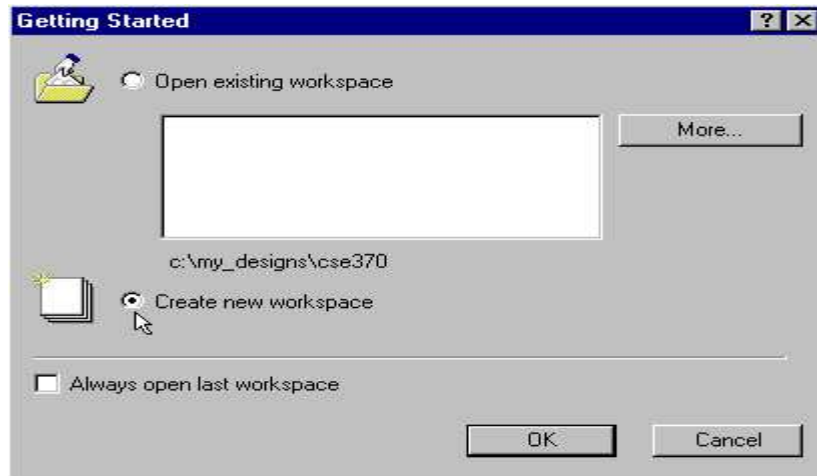 Getting Started
Open existing workspace
More...
c:\my_designs\cse370
Create new workspace
Always open last workspace
OK
Cancel